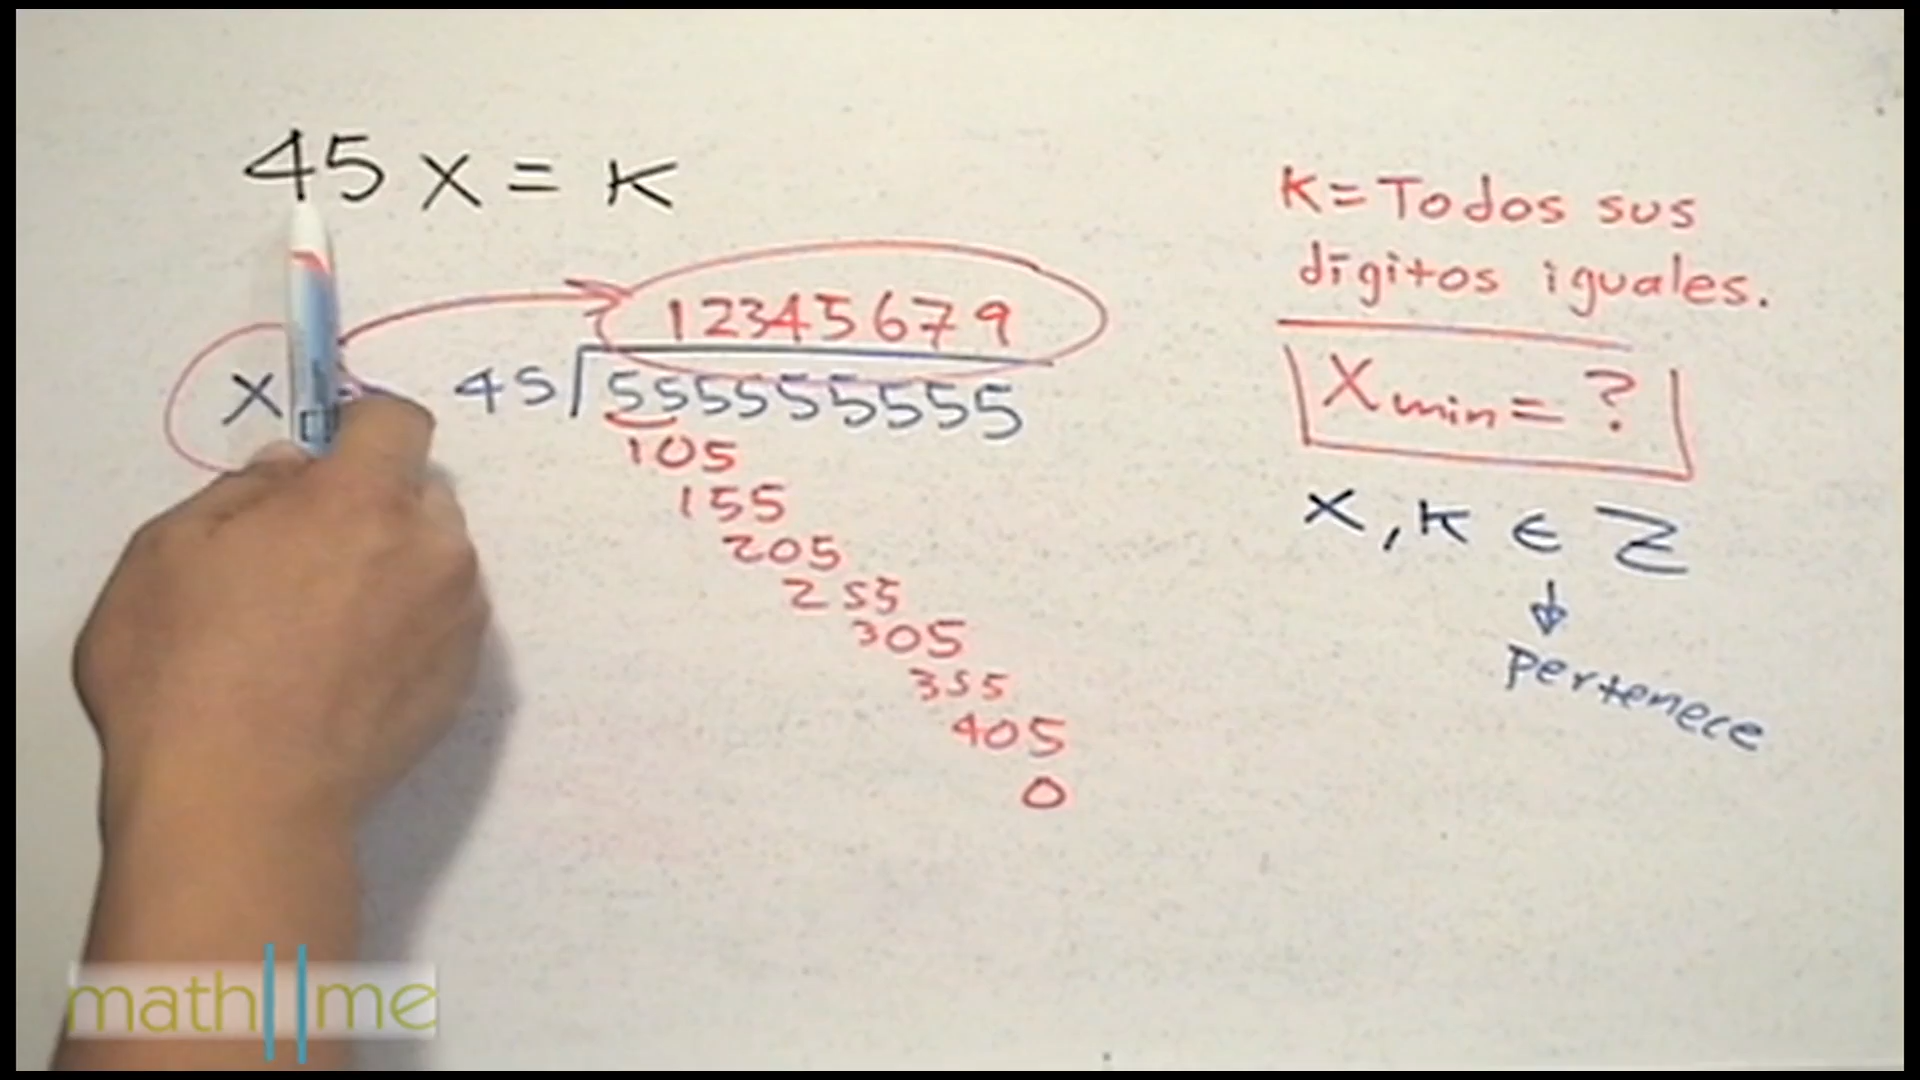 45 X = K
12345679
X 45 555555555
105
155
205
255
305
355
405
0
K = Todos sus
dígitos iguales.
Xmin = ?
X, K ∈ Z
↓
pertenece
math||me